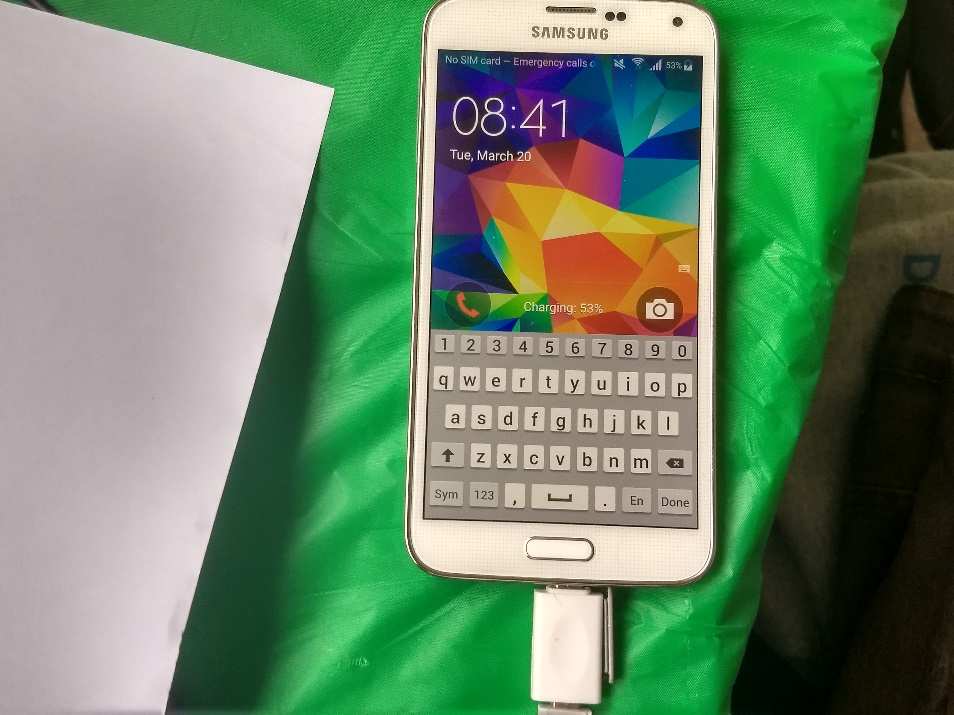 SAMSUNG
No SIM card — Emergency calls o
53%
08:41
Tue, March 20
Charging: 53%
1 2 3 4 5 6 7 8 9 0
q w e r t y u i o p
a s d f g h j k l
z x c v b n m
Sym 123 , . En Done
D